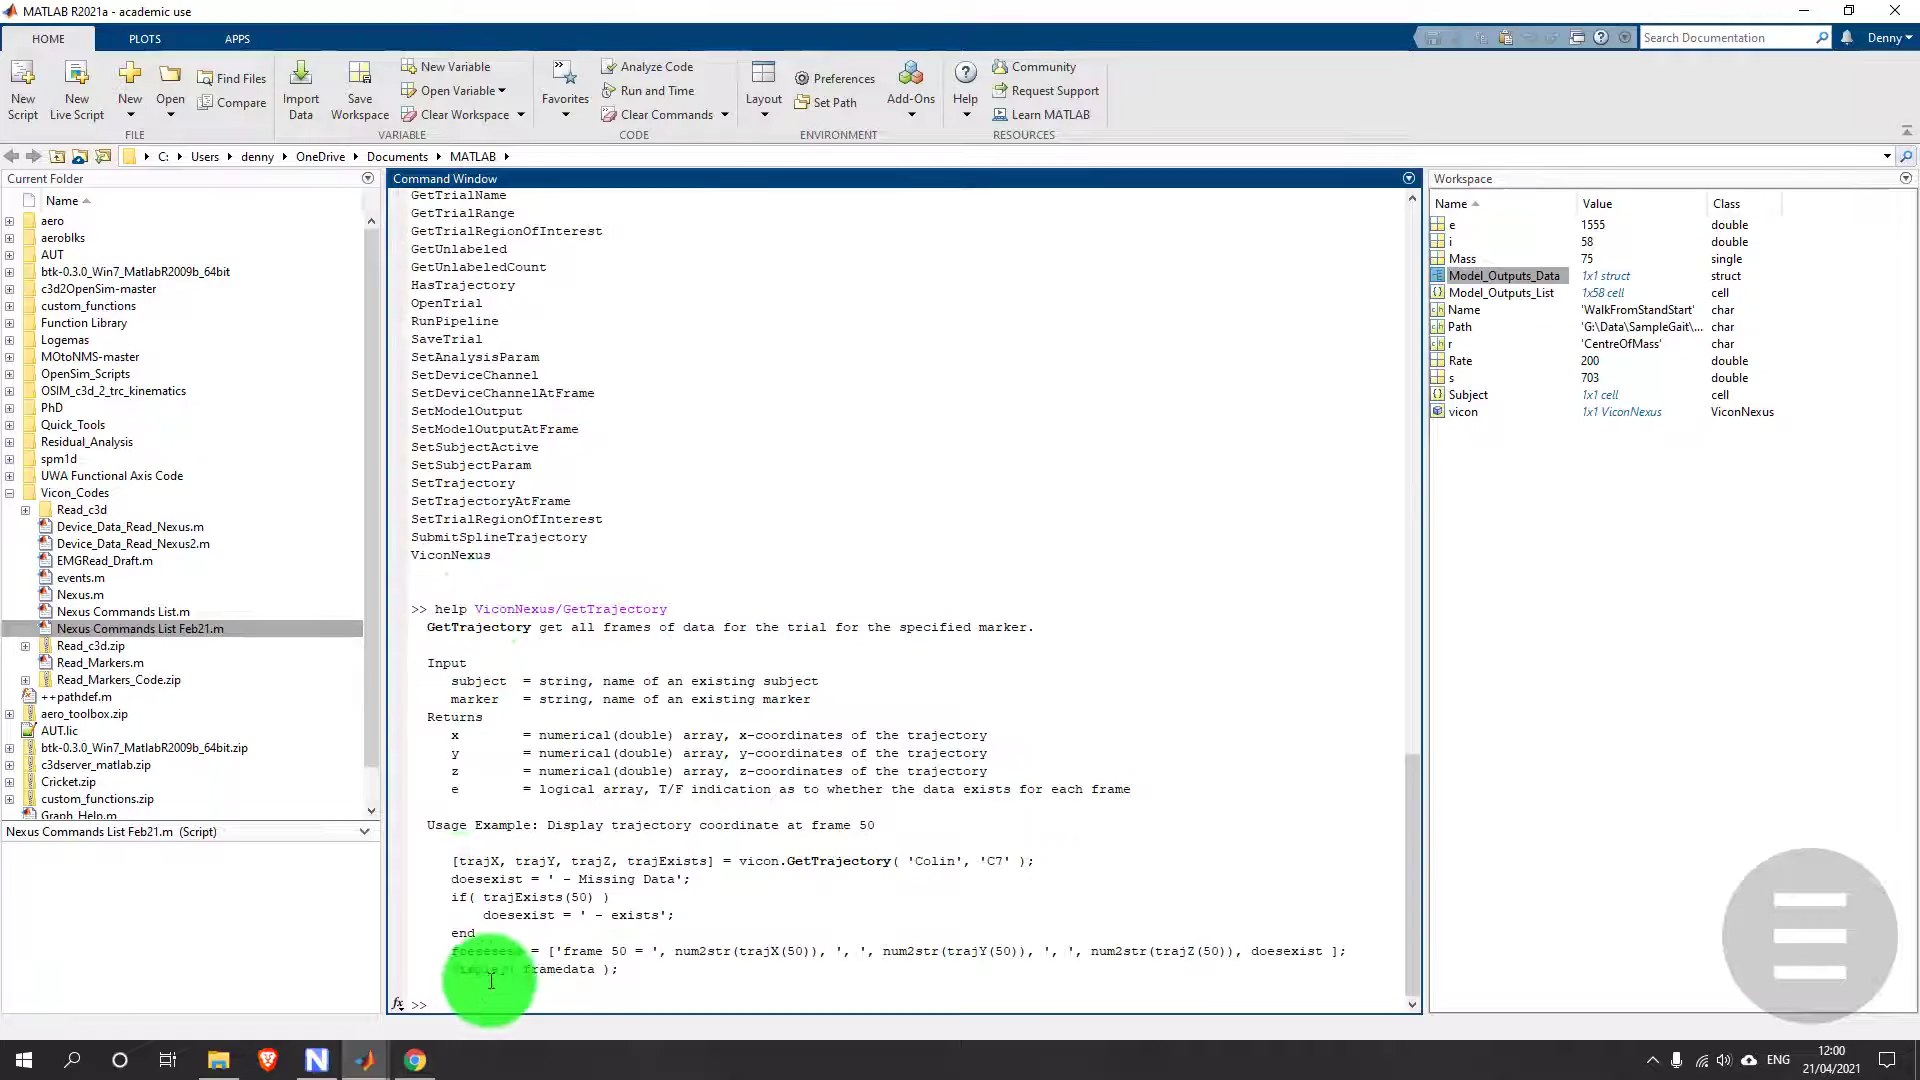 MATLAB R2021a - academic use
HOME PLOTS APPS
Search Documentation
Denny
New Script
New Live Script
New
Open
Find Files
Compare
FILE
Import Data
Save Workspace
New Variable
Open Variable
Clear Workspace
VARIABLE
Favorites
Analyze Code
Run and Time
Clear Commands
CODE
Layout
Preferences
Set Path
Add-Ons
ENVIRONMENT
Help
Community
Request Support
Learn MATLAB
RESOURCES
C: Users denny OneDrive Documents MATLAB
Current Folder
Name
aero
aeroblks
AUT
btk-0.3.0_Win7_MatlabR2009b_64bit
c3d2OpenSim-master
custom_functions
Function Library
Logemas
MOtoNMS-master
OpenSim_Scripts
OSIM_c3d_2_trc_kinematics
PhD
Quick_Tools
Residual_Analysis
spm1d
UWA Functional Axis Code
Vicon_Codes
Read_c3d
Device_Data_Read_Nexus.m
Device_Data_Read_Nexus2.m
EMGRead_Draft.m
events.m
Nexus.m
Nexus Commands List.m
Nexus Commands List Feb21.m
Read_c3d.zip
Read_Markers.m
Read_Markers_Code.zip
++pathdef.m
aero_toolbox.zip
AUT.lic
btk-0.3.0_Win7_MatlabR2009b_64bit.zip
c3dserver_matlab.zip
Cricket.zip
custom_functions.zip
Graph_Help.m
Nexus Commands List Feb21.m (Script)
Command Window
GetTrialName
GetTrialRange
GetTrialRegionOfInterest
GetUnlabeled
GetUnlabeledCount
HasTrajectory
OpenTrial
RunPipeline
SaveTrial
SetAnalysisParam
SetDeviceChannel
SetDeviceChannelAtFrame
SetModelOutput
SetModelOutputAtFrame
SetSubjectActive
SetSubjectParam
SetTrajectory
SetTrajectoryAtFrame
SetTrialRegionOfInterest
SubmitSplineTrajectory
ViconNexus
>> help ViconNexus/GetTrajectory
GetTrajectory get all frames of data for the trial for the specified marker.
Input
subject = string, name of an existing subject
marker = string, name of an existing marker
Returns
x = numerical(double) array, x-coordinates of the trajectory
y = numerical(double) array, y-coordinates of the trajectory
z = numerical(double) array, z-coordinates of the trajectory
e = logical array, T/F indication as to whether the data exists for each frame
Usage Example: Display trajectory coordinate at frame 50
[trajX, trajY, trajZ, trajExists] = vicon.GetTrajectory( 'Colin', 'C7' );
doesexist = ' - Missing Data';
if( trajExists(50) )
doesexist = ' - exists';
end
= ['frame 50 = ', num2str(trajX(50)), ', ', num2str(trajY(50)), ', ', num2str(trajZ(50)), doesexist ];
framedata );
fx >>
Workspace
Name Value Class
e 1555 double
i 58 double
Mass 75 single
Model_Outputs_Data 1x1 struct struct
Model_Outputs_List 1x58 cell cell
Name 'WalkFromStandStart' char
Path 'G:\Data\SampleGait\... char
r 'CentreOfMass' char
Rate 200 double
s 703 double
Subject 1x1 cell cell
vicon 1x1 ViconNexus ViconNexus
N
ENG
12:00
21/04/2021